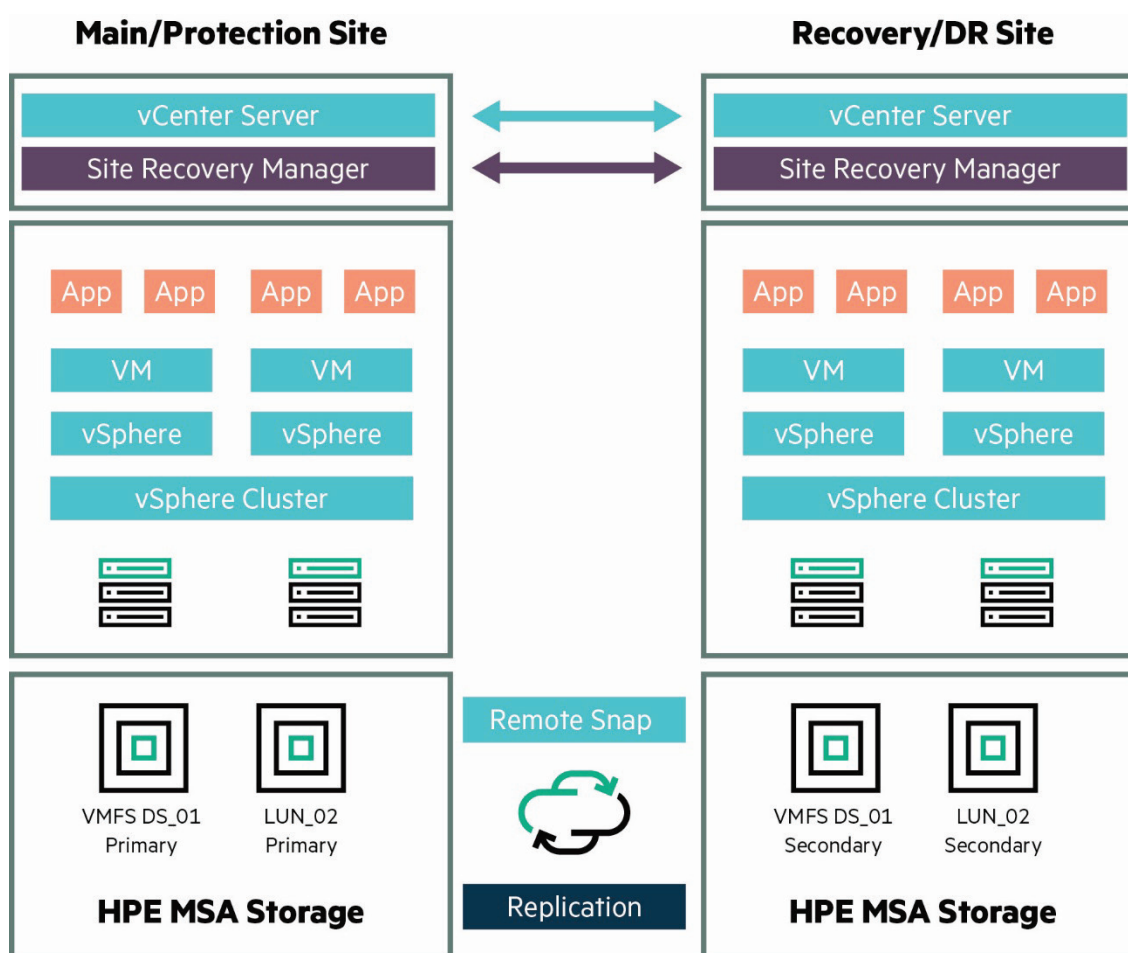 Main/Protection Site
Recovery/DR Site
vCenter Server
Site Recovery Manager
vCenter Server
Site Recovery Manager
App App App App
VM VM
vSphere vSphere
vSphere Cluster
App App App App
VM VM
vSphere vSphere
vSphere Cluster
VMFS DS_01
Primary
LUN_02
Primary
HPE MSA Storage
Remote Snap
Replication
VMFS DS_01
Secondary
LUN_02
Secondary
HPE MSA Storage